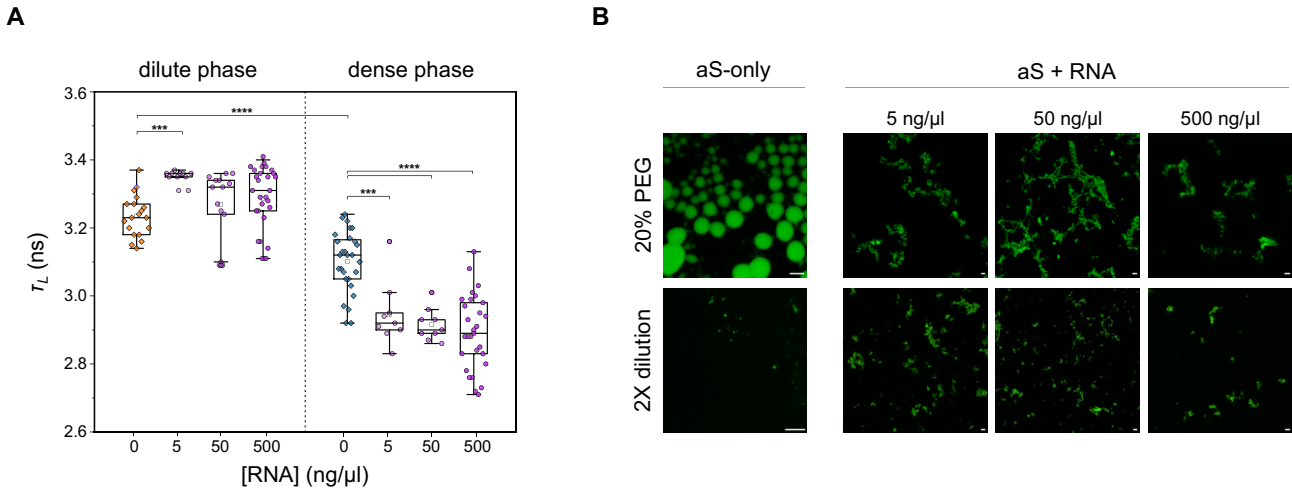 A
dilute phase
dense phase
3.6
3.4
3.2
3.0
2.8
2.6
τL (ns)
****
***
****
***
0
5
50
500
0
5
50
500
[RNA] (ng/µl)
B
aS-only
aS + RNA
5 ng/µl
50 ng/µl
500 ng/µl
20% PEG
2X dilution